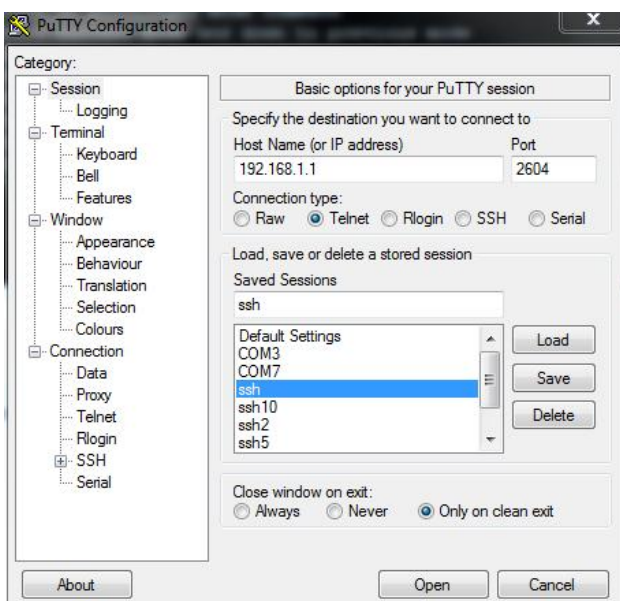 PuTTY Configuration
Category:
Session
Logging
Terminal
Keyboard
Bell
Features
Window
Appearance
Behaviour
Translation
Selection
Colours
Connection
Data
Proxy
Telnet
Rlogin
SSH
Serial
Basic options for your PuTTY session
Specify the destination you want to connect to
Host Name (or IP address) Port
192.168.1.1 2604
Connection type:
Raw Telnet Rlogin SSH Serial
Load, save or delete a stored session
Saved Sessions
ssh
Default Settings
COM3
COM7
ssh
ssh10
ssh2
ssh5
Load
Save
Delete
Close window on exit:
Always Never Only on clean exit
About Open Cancel